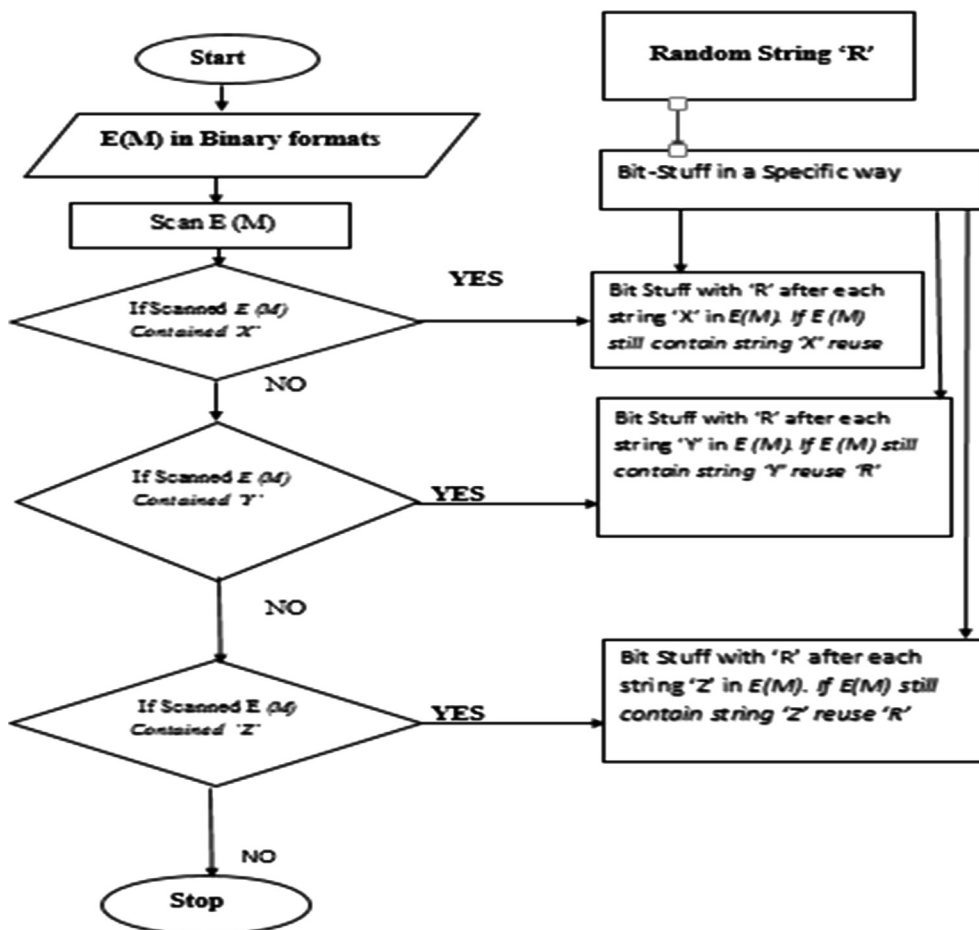 Start
E(M) in Binary formats
Scan E (M)
If Scanned E (M)
Contained 'X'
YES
NO
If Scanned E (M)
Contained 'Y'
YES
NO
If Scanned E (M)
Contained 'Z'
YES
NO
Stop
Random String ‘R’
Bit-Stuff in a Specific way
Bit Stuff with ‘R’ after each
string ‘X’ in E(M). If E (M)
still contain string ‘X’ reuse
Bit Stuff with ‘R’ after each
string ‘Y’ in E (M). If E (M) still
contain string ‘Y’ reuse ‘R’
Bit Stuff with ‘R’ after each
string ‘Z’ in E(M). If E(M) still
contain string ‘Z’ reuse ‘R’